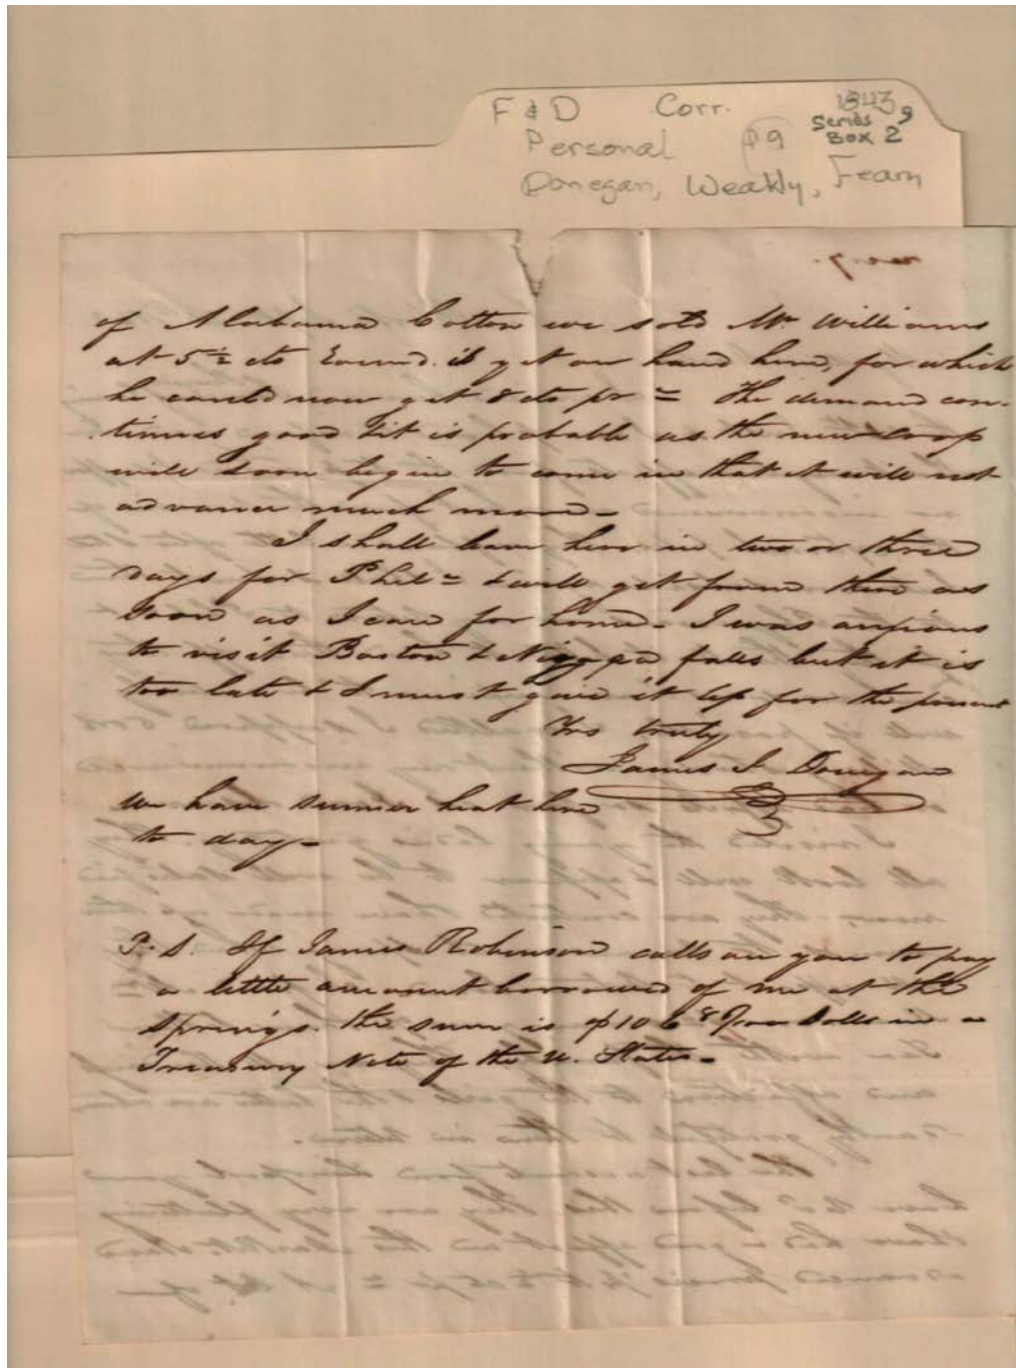 F & D Corr. 1843
Series 9
Personal P9 Box 2
Donegan, Weakly, Fearn
of Alabama Cotton we sold Mr Williams
at 5½ cts is yet on hand here, for which
he could now get 8 cts pr = The demand con-
tinues good & it is probable as the new Crop
will soon begin to come in that it will not
advance much more—
I shall leave here in two or three
days for Phila & will get from there as
soon as I can for home. I was anxious
to visit Boston & Niagara falls but it is
too late & I must give it up for the present
Yrs truly
James J. Donegan
We have summer heat here
to day—
P.S. If James Robinson calls on you to pay
a little amount borrowed of me at the
Springs. the sum is $10 in a
Treasury Note of the U. States—